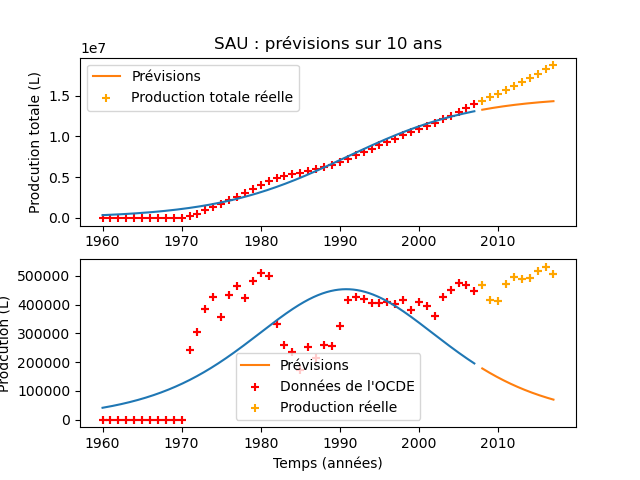 SAU : prévisions sur 10 ans
1e7
Prodcution totale (L)
1.5
1.0
0.5
0.0
Prévisions
Production totale réelle
1960 1970 1980 1990 2000 2010
Prodcution (L)
500000
400000
300000
200000
100000
0
Prévisions
Données de l'OCDE
Production réelle
1960 1970 1980 1990 2000 2010
Temps (années)